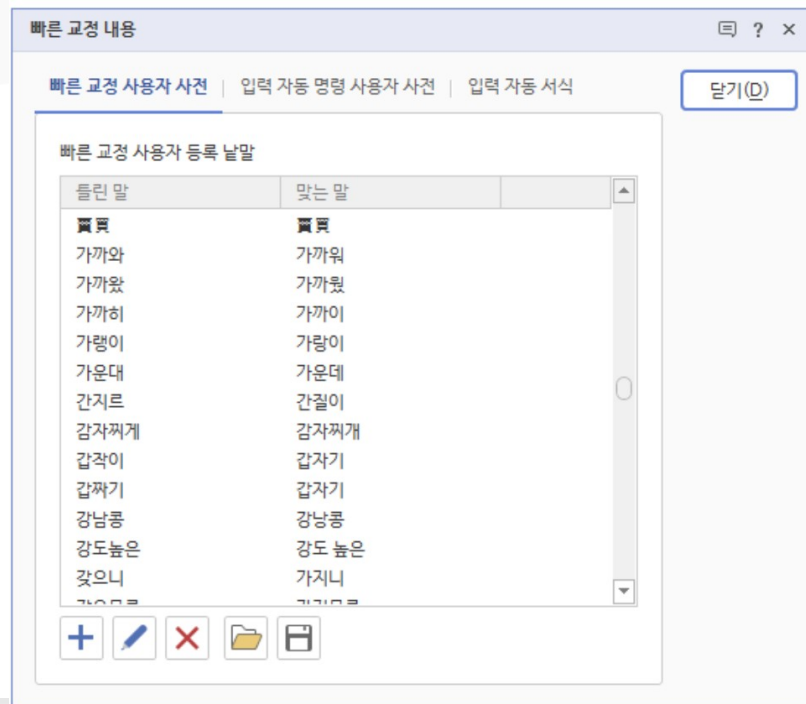 빠른 교정 내용
?
빠른 교정 사용자 사전 | 입력 자동 명령 사용자 사전 | 입력 자동 서식
닫기(D)
빠른 교정 사용자 등록 낱말
틀린 말 맞는 말
가까와 가까워
가까왔 가까웠
가까히 가까이
가랭이 가랑이
가운대 가운데
간지르 간질이
감자찌게 감자찌개
갑작이 갑자기
갑짜기 갑자기
강남콩 강낭콩
강도높은 강도 높은
갖으니 가지니